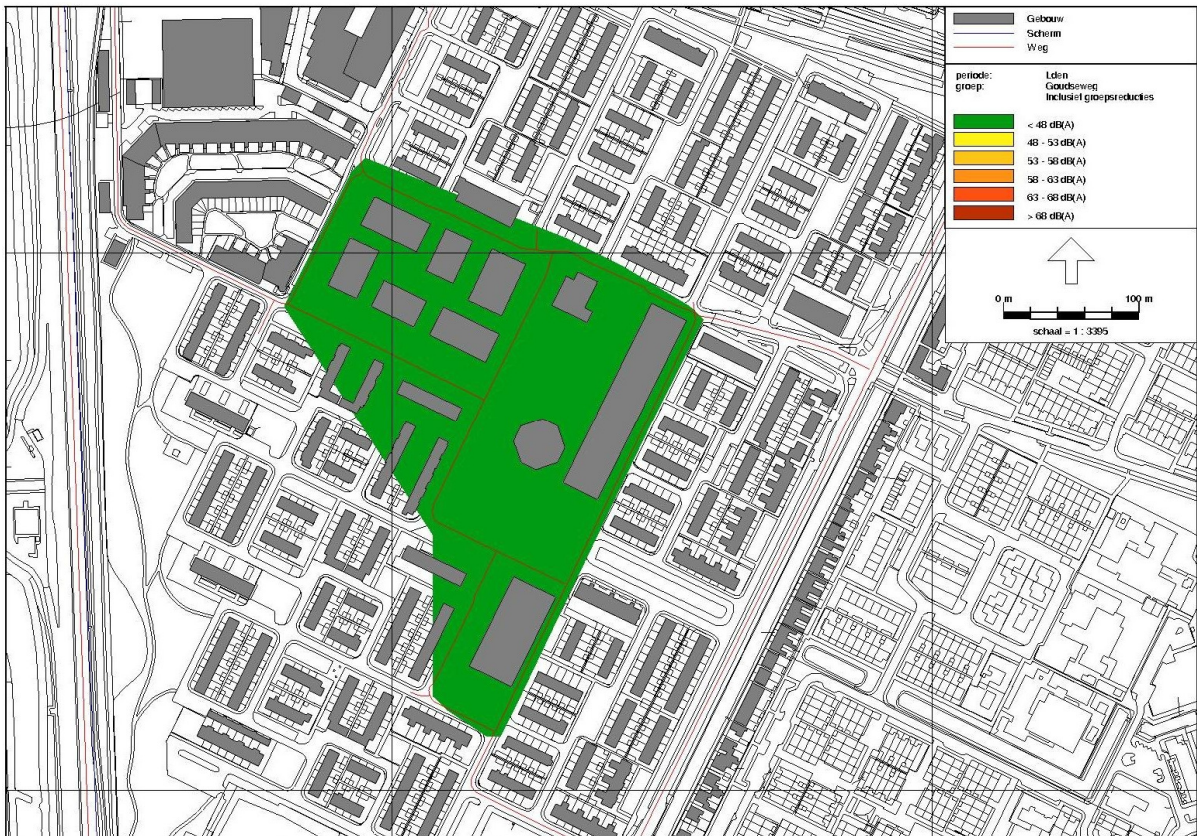 Gebouw
Scherm
Weg
periode: Lden
groep: Goudseweg
Inclusief groepsreducties
< 48 dB(A)
48 - 53 dB(A)
53 - 58 dB(A)
58 - 63 dB(A)
63 - 68 dB(A)
> 68 dB(A)
0 m 100 m
schaal = 1 : 3395